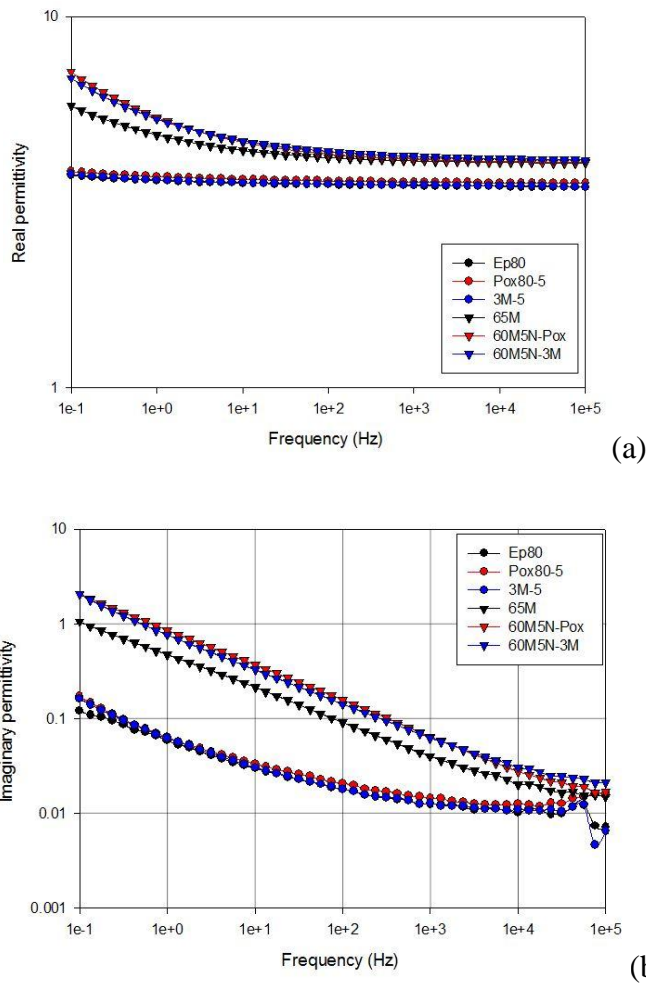 10
Real permittivity
Ep80
Pox80-5
3M-5
65M
60M5N-Pox
60M5N-3M
1
1e-1 1e+0 1e+1 1e+2 1e+3 1e+4 1e+5
Frequency (Hz)
(a)
10
Imaginary permittivity
Ep80
Pox80-5
3M-5
65M
60M5N-Pox
60M5N-3M
1
0.1
0.01
0.001
1e-1 1e+0 1e+1 1e+2 1e+3 1e+4 1e+5
Frequency (Hz)
(b